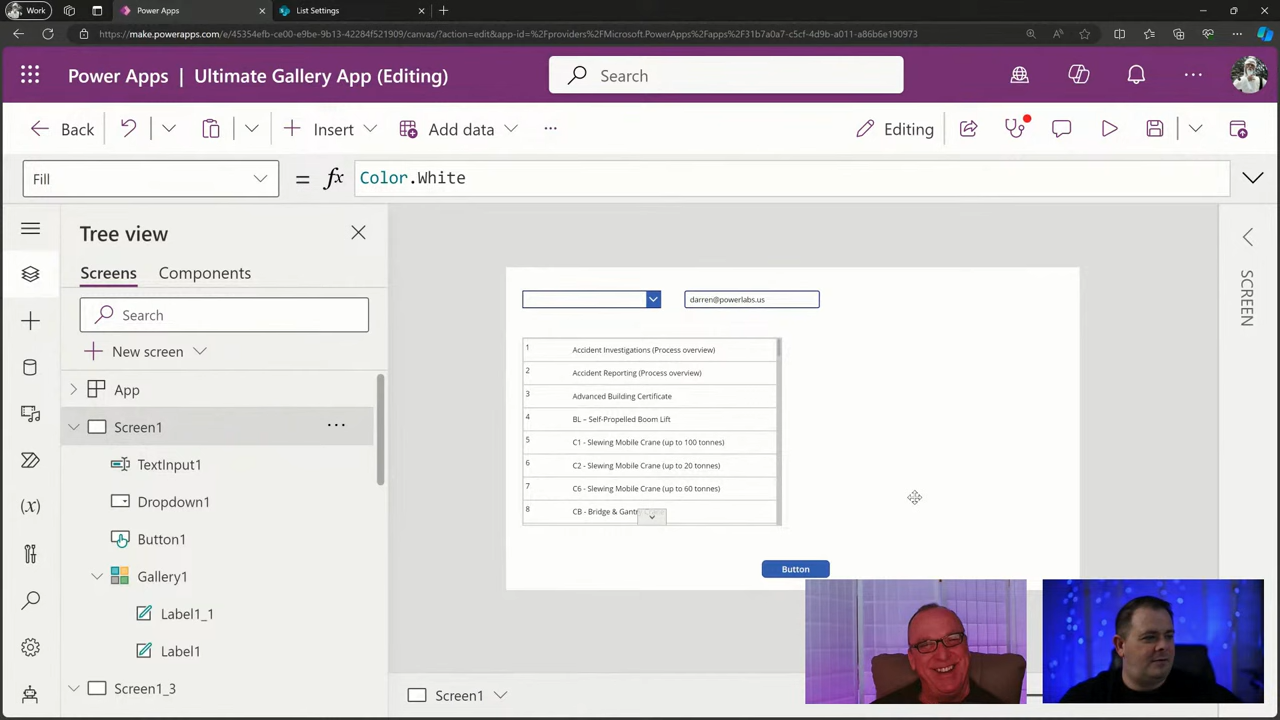 Work
Power Apps
List Settings
https://make.powerapps.com/e/45354efb-ce00-e9be-9b13-44284f521909/canvas/?action=edit&app-id=%2Fproviders%2FMicrosoft.PowerApps%2Fapps%2F31b7a0a7-c5cf-4d9b-a011-a86b6e190973
Power Apps | Ultimate Gallery App (Editing)
Search
Back
Insert
Add data
Editing
Fill
= fx Color.White
Tree view
Screens
Components
Search
New screen
App
Screen1
TextInput1
Dropdown1
Button1
Gallery1
Label1_1
Label1
Screen1_3
darren@powerlabs.us
1 Accident Investigations (Process overview)
2 Accident Reporting (Process overview)
3 Advanced Building Certificate
4 BL – Self-Propelled Boom Lift
5 C1 - Slewing Mobile Crane (up to 100 tonnes)
6 C2 - Slewing Mobile Crane (up to 20 tonnes)
7 C6 - Slewing Mobile Crane (up to 60 tonnes)
8 CB - Bridge &
Button
Screen1
SCREEN